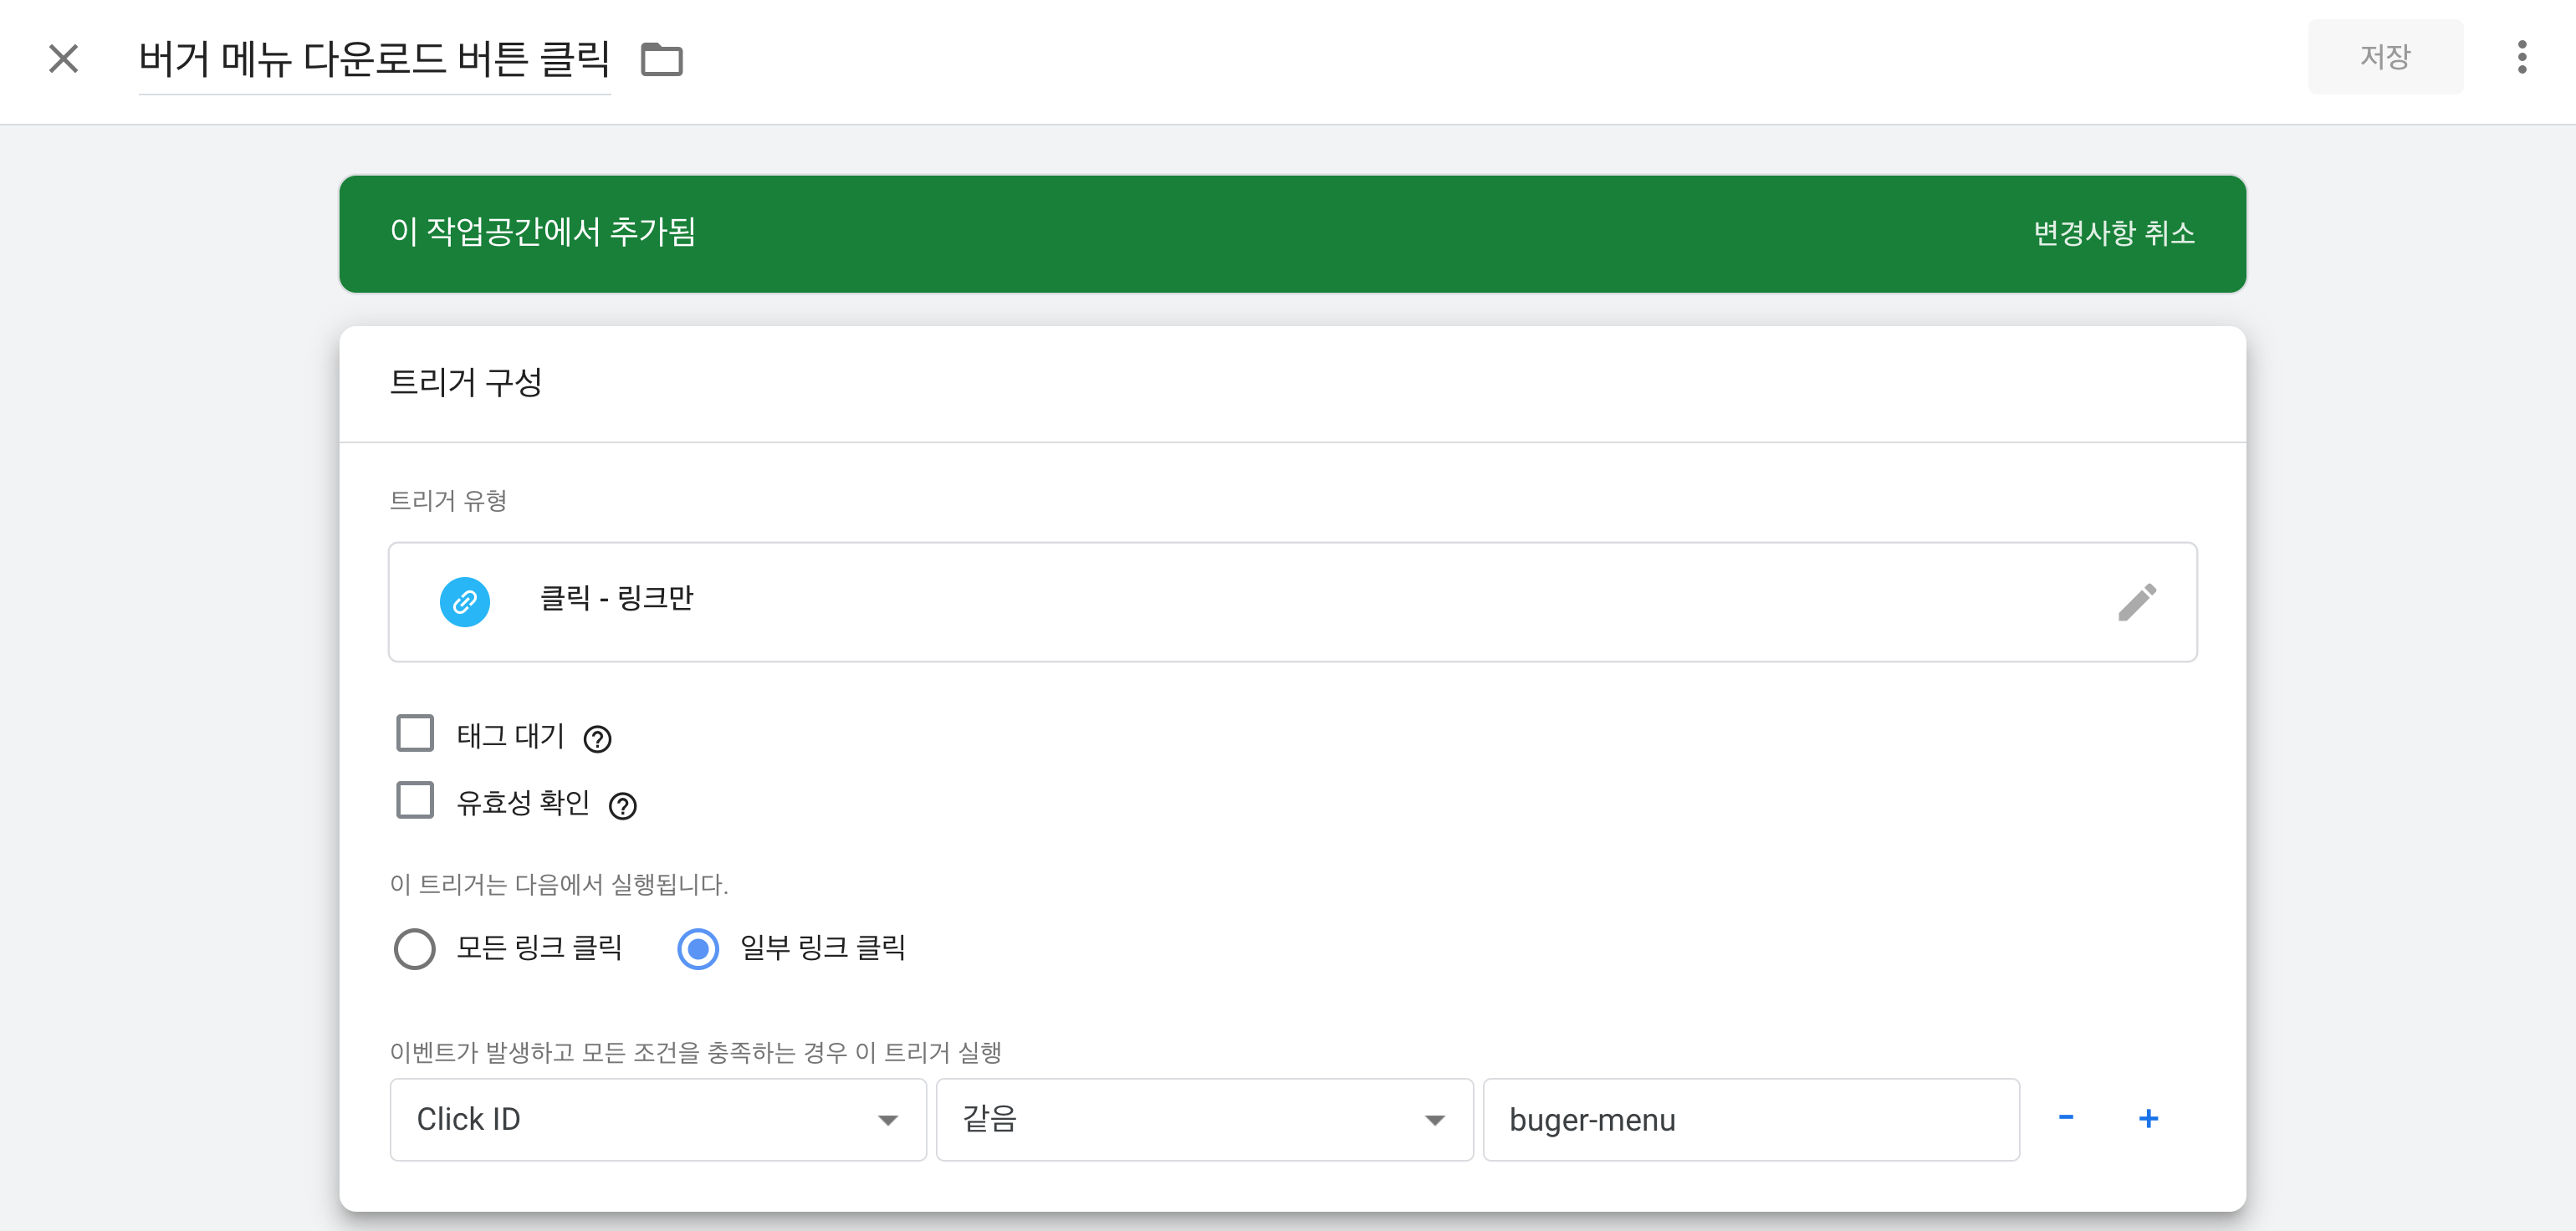 버거 메뉴 다운로드 버튼 클릭
저장
이 작업공간에서 추가됨
변경사항 취소
트리거 구성
트리거 유형
클릭 - 링크만
태그 대기
유효성 확인
이 트리거는 다음에서 실행됩니다.
모든 링크 클릭 일부 링크 클릭
이벤트가 발생하고 모든 조건을 충족하는 경우 이 트리거 실행
Click ID 같음 buger-menu - +